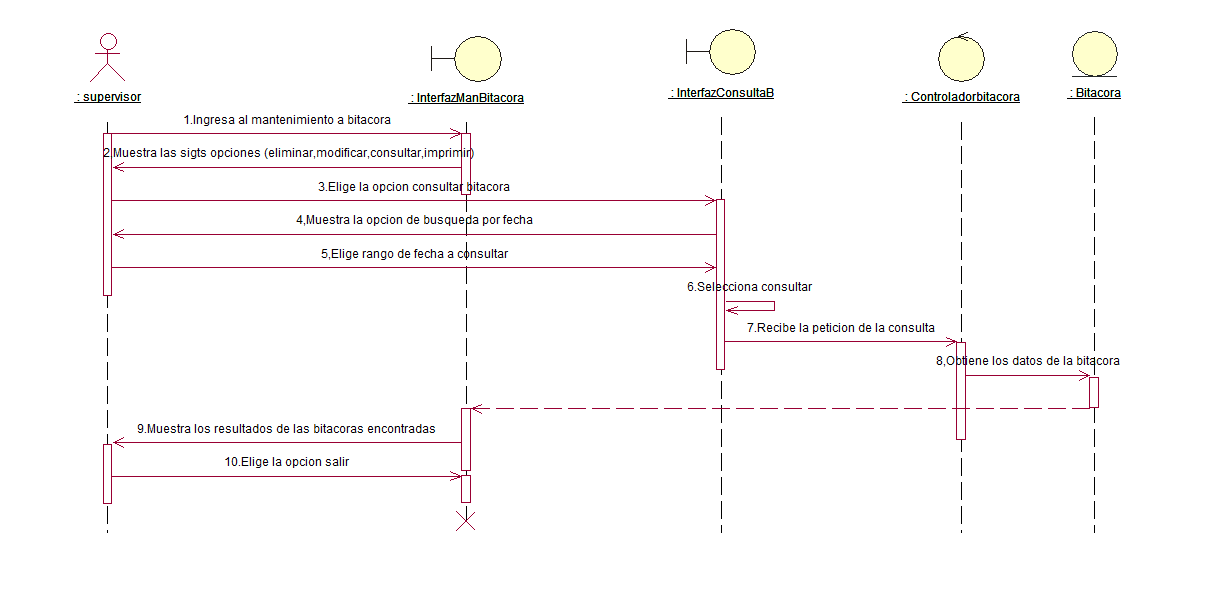 : supervisor
: InterfazManBitacora
: InterfazConsultaB
: Controladorbitacora
: Bitacora
1.Ingresa al mantenimiento a bitacora
2.Muestra las sigts opciones (eliminar,modificar,consultar,imprimir)
3.Elige la opcion consultar bitacora
4,Muestra la opcion de busqueda por fecha
5,Elige rango de fecha a consultar
6.Selecciona consultar
7.Recibe la peticion de la consulta
8,Obtiene los datos de la bitacora
9.Muestra los resultados de las bitacoras encontradas
10.Elige la opcion salir